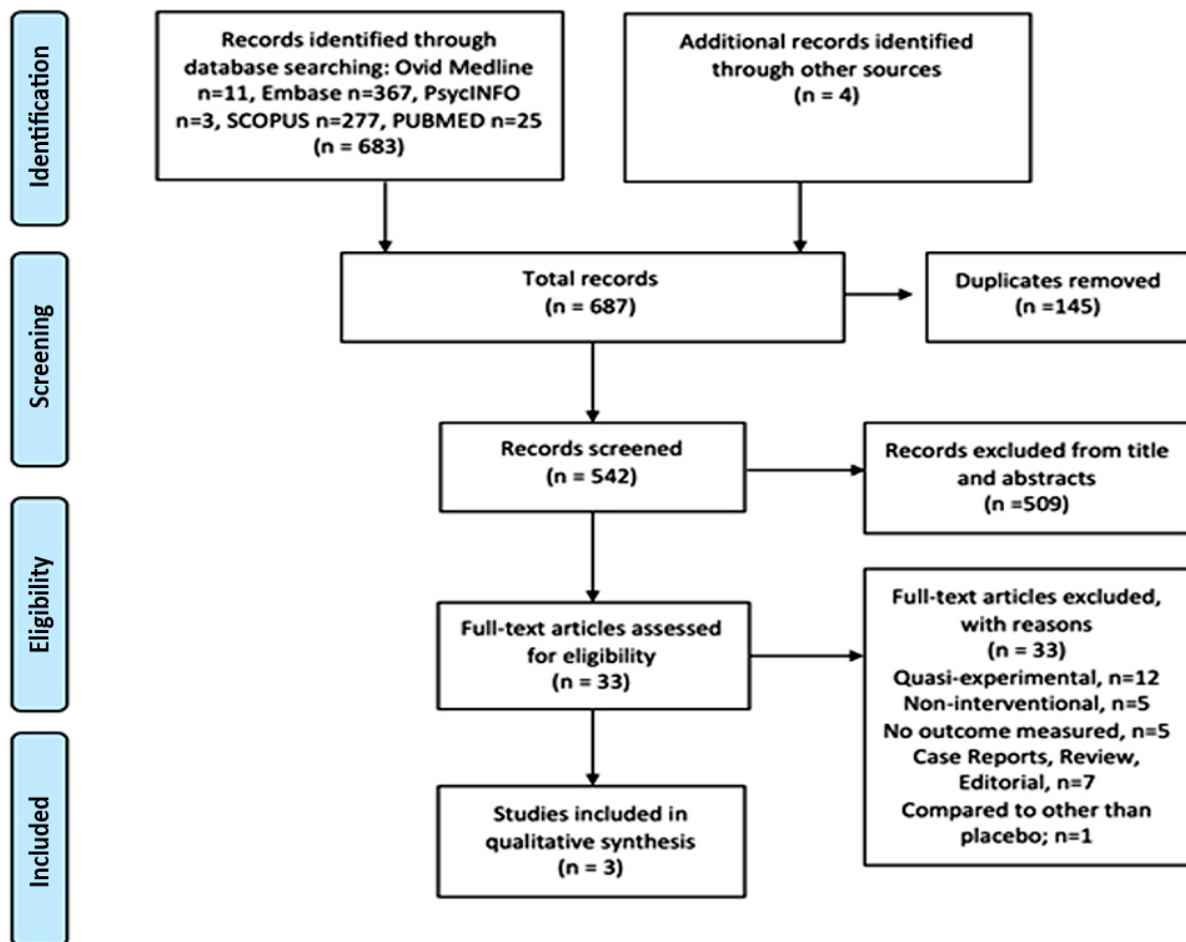 Identification
Records identified through
database searching: Ovid Medline
n=11, Embase n=367, PsycINFO
n=3, SCOPUS n=277, PUBMED n=25
(n = 683)
Additional records identified
through other sources
(n = 4)
Screening
Total records
(n = 687)
Duplicates removed
(n =145)
Records screened
(n = 542)
Records excluded from title
and abstracts
(n =509)
Eligibility
Full-text articles assessed
for eligibility
(n = 33)
Full-text articles excluded,
with reasons
(n = 33)
Quasi-experimental, n=12
Non-interventional, n=5
No outcome measured, n=5
Case Reports, Review,
Editorial, n=7
Compared to other than
placebo; n=1
Included
Studies included in
qualitative synthesis
(n = 3)